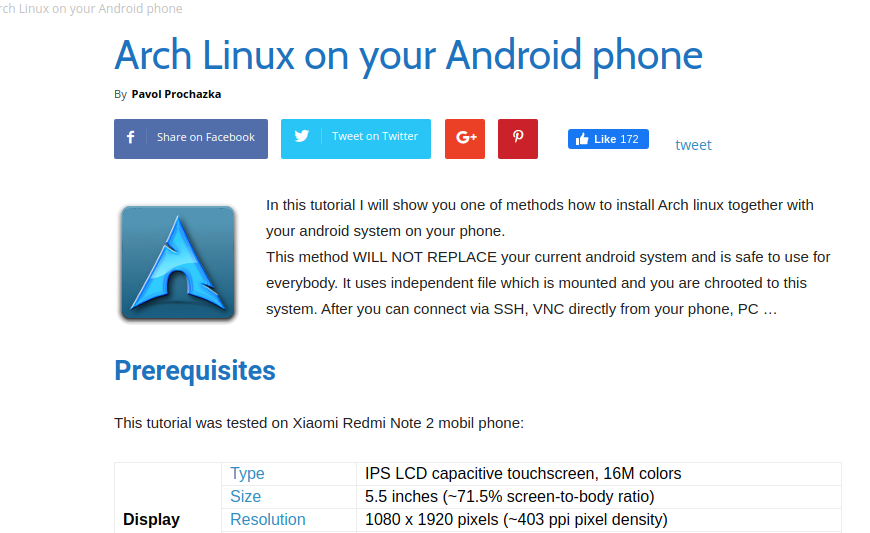 rch Linux on your Android phone
Arch Linux on your Android phone
By Pavol Prochazka
Share on Facebook
Tweet on Twitter
G+
Like 172
tweet
In this tutorial I will show you one of methods how to install Arch linux together with
your android system on your phone.
This method WILL NOT REPLACE your current android system and is safe to use for
everybody. It uses independent file which is mounted and you are chrooted to this
system. After you can connect via SSH, VNC directly from your phone, PC …
Prerequisites
This tutorial was tested on Xiaomi Redmi Note 2 mobil phone:
Type IPS LCD capacitive touchscreen, 16M colors
Size 5.5 inches (~71.5% screen-to-body ratio)
Display Resolution 1080 x 1920 pixels (~403 ppi pixel density)